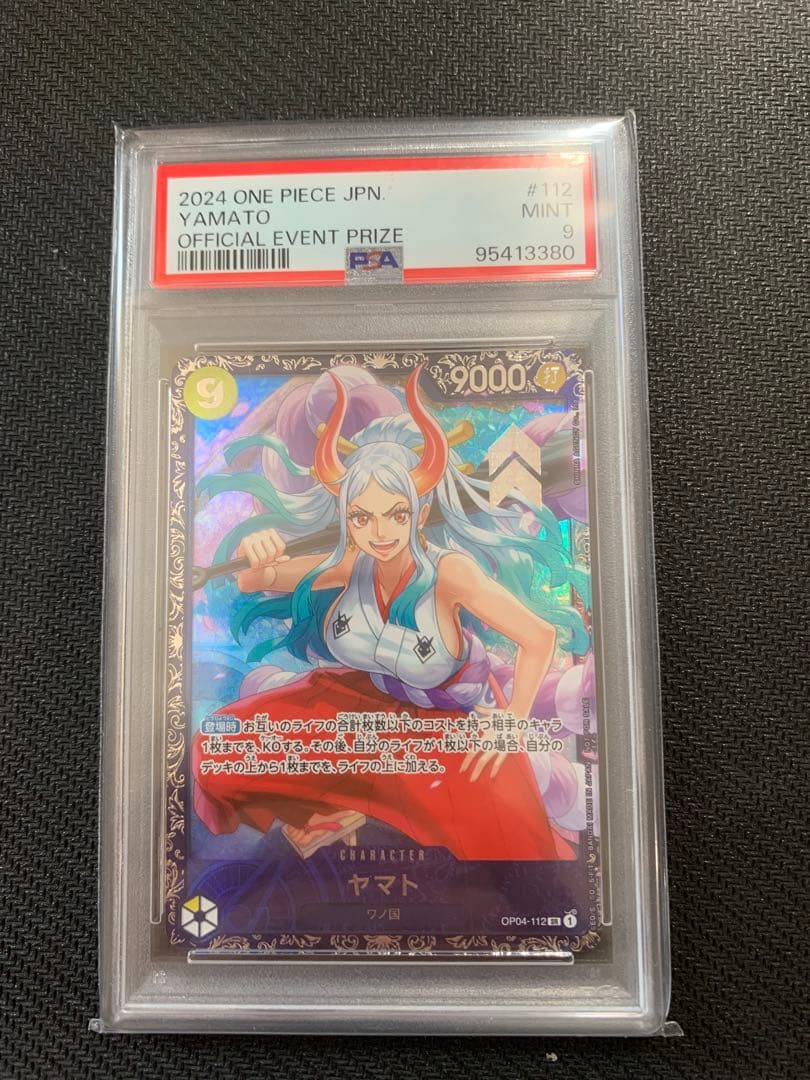 2024 ONE PIECE JPN. #112
YAMATO MINT
OFFICIAL EVENT PRIZE 9
PSA 95413380
9 9000 打
登場時 お互いのライフの合計枚数以下のコストを持つ相手のキャラ
1枚までを、KOする。その後、自分のライフが1枚以下の場合、自分の
デッキの上から1枚までを、ライフの上に加える。
CHARACTER
ヤマト
ワノ国
OP04-112 SR 1